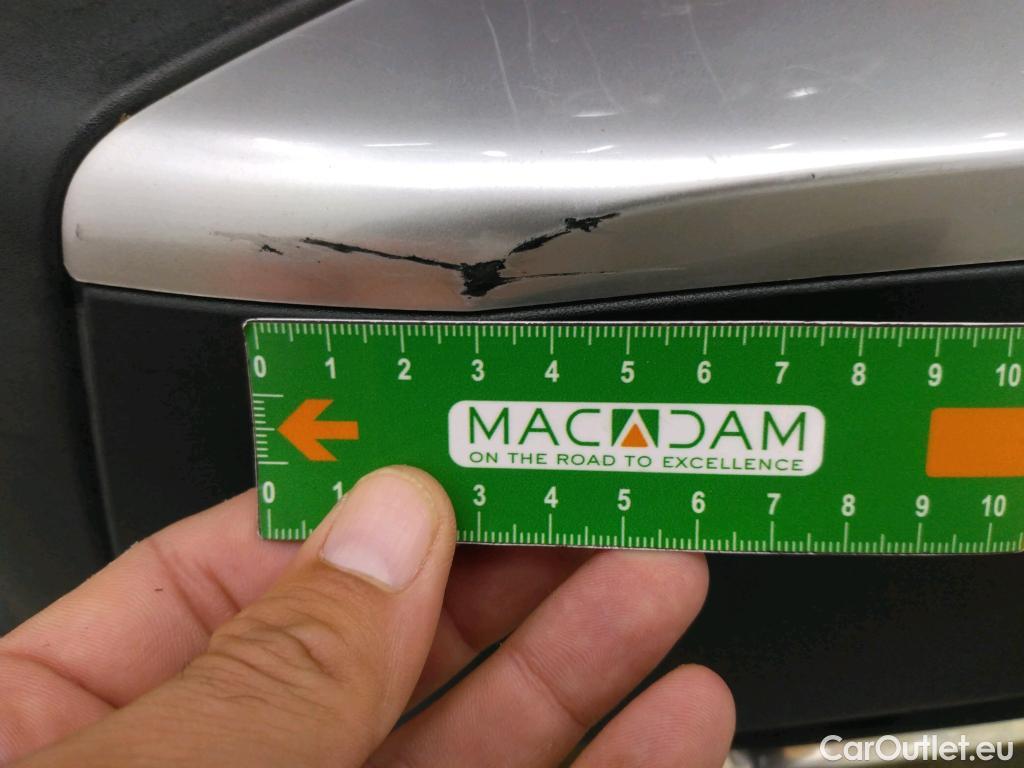 0 1 2 3 4 5 6 7 8 9 10
MACADAM
ON THE ROAD TO EXCELLENCE
0 1 3 4 5 6 7 8 9 10
CarOutlet.eu